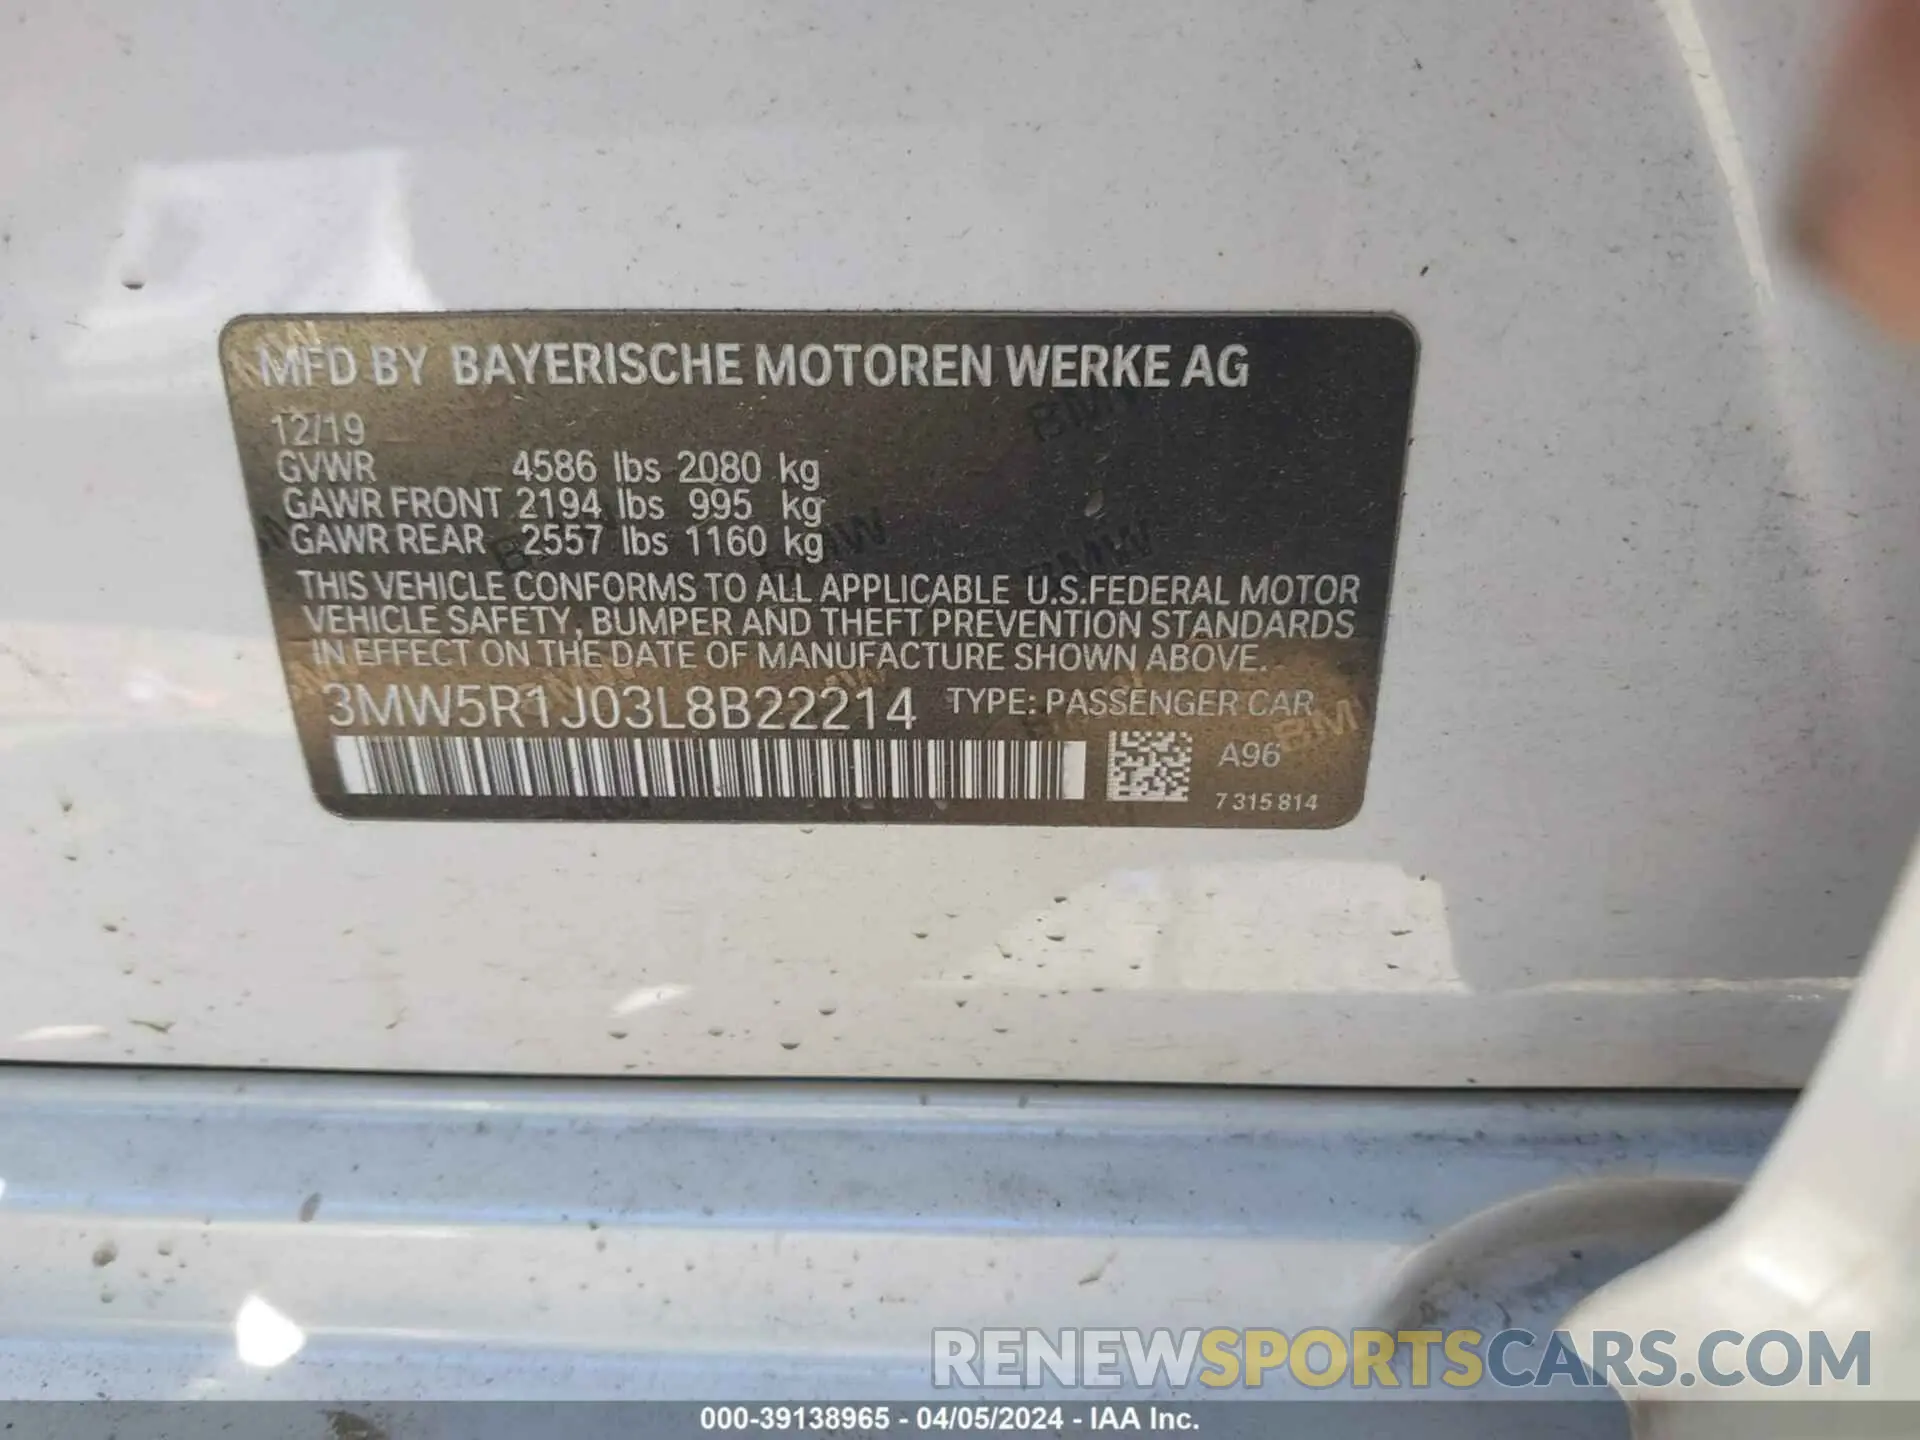 MFD BY BAYERISCHE MOTOREN WERKE AG
12/19
GVWR 4586 lbs 2080 kg
GAWR FRONT 2194 lbs 995 kg
GAWR REAR 2557 lbs 1160 kg
THIS VEHICLE CONFORMS TO ALL APPLICABLE U.S.FEDERAL MOTOR
VEHICLE SAFETY, BUMPER AND THEFT PREVENTION STANDARDS
IN EFFECT ON THE DATE OF MANUFACTURE SHOWN ABOVE.
3MW5R1J03L8B22214 TYPE: PASSENGER CAR
A96
7 315 814
RENEWSPORTSCARS.COM
000-39138965 - 04/05/2024 - IAA Inc.